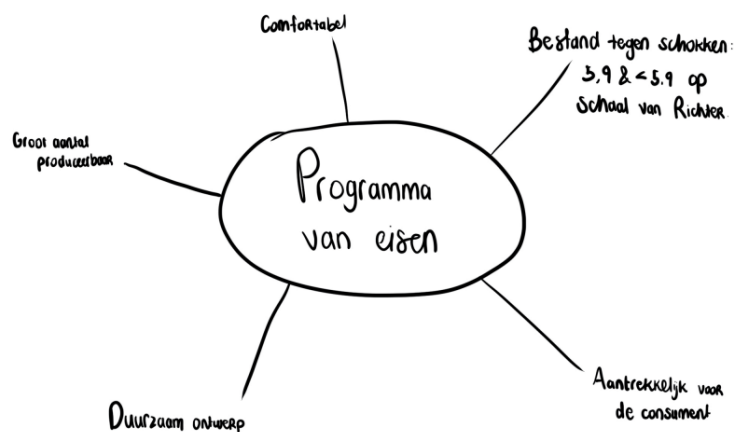 Comfortabel
Bestand tegen schokken:
5,9 & <5.9 op
schaal van Richter.
Groot aantal
produceerbaar
Programma
van eisen
Aantrekkelijk voor
de consument
Duurzaam ontwerp